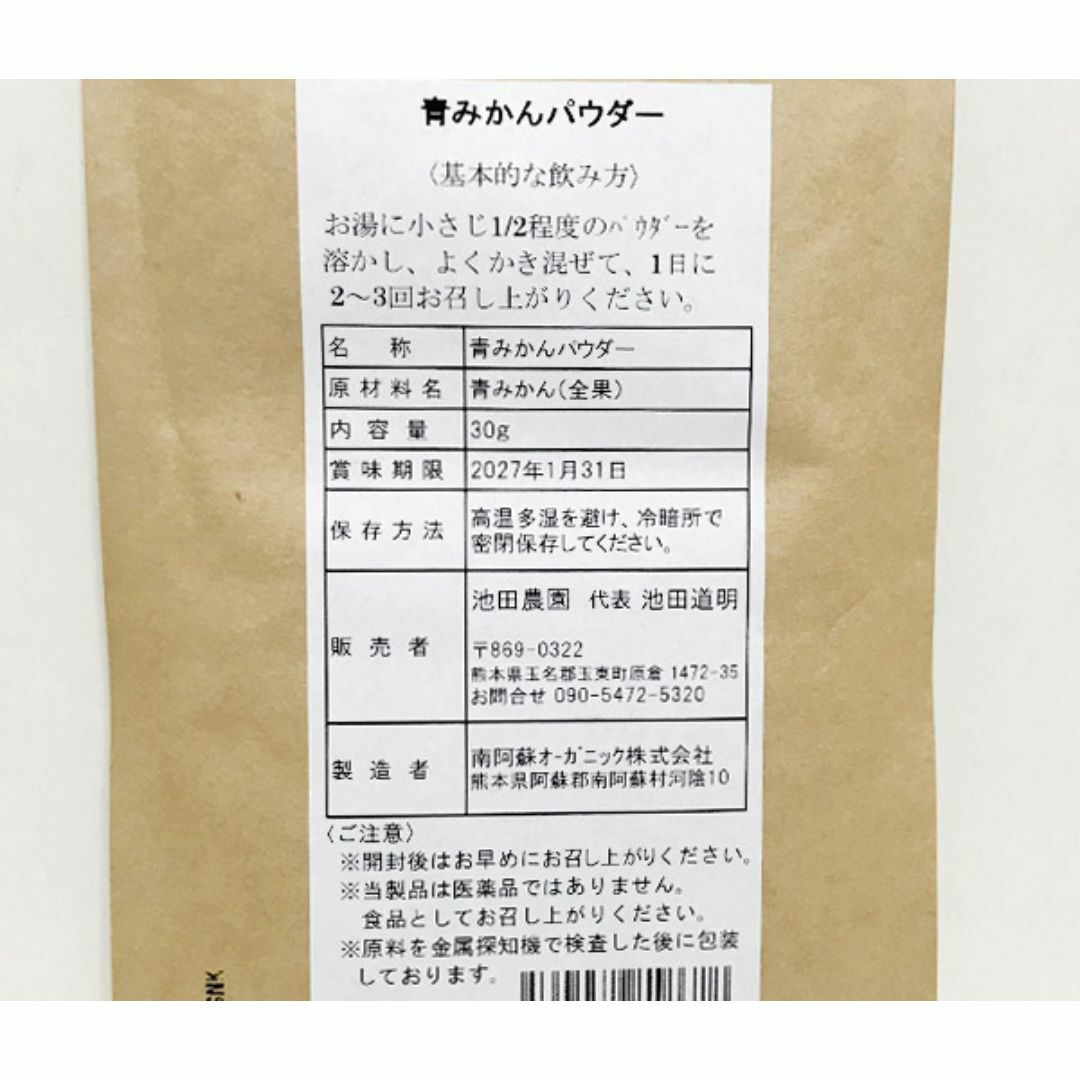 青みかんパウダー
〈基本的な飲み方〉
お湯に小さじ1/2程度のﾊﾟｳﾀﾞｰを
溶かし、よくかき混ぜて、1日に
2～3回お召し上がりください。
名称 青みかんパウダー
原材料名 青みかん(全果)
内容量 30g
賞味期限 2027年1月31日
保存方法 高温多湿を避け、冷暗所で
密閉保存してください。
販売者 池田農園 代表 池田道明
〒869-0322
熊本県玉名郡玉東町原倉 1472-35
お問合せ 090-5472-5320
製造者 南阿蘇ｵｰｶﾞﾆｯｸ株式会社
熊本県阿蘇郡南阿蘇村河陰10
〈ご注意〉
※開封後はお早めにお召し上がりください。
※当製品は医薬品ではありません。
食品としてお召し上がりください。
※原料を金属探知機で検査した後に包装
しております。